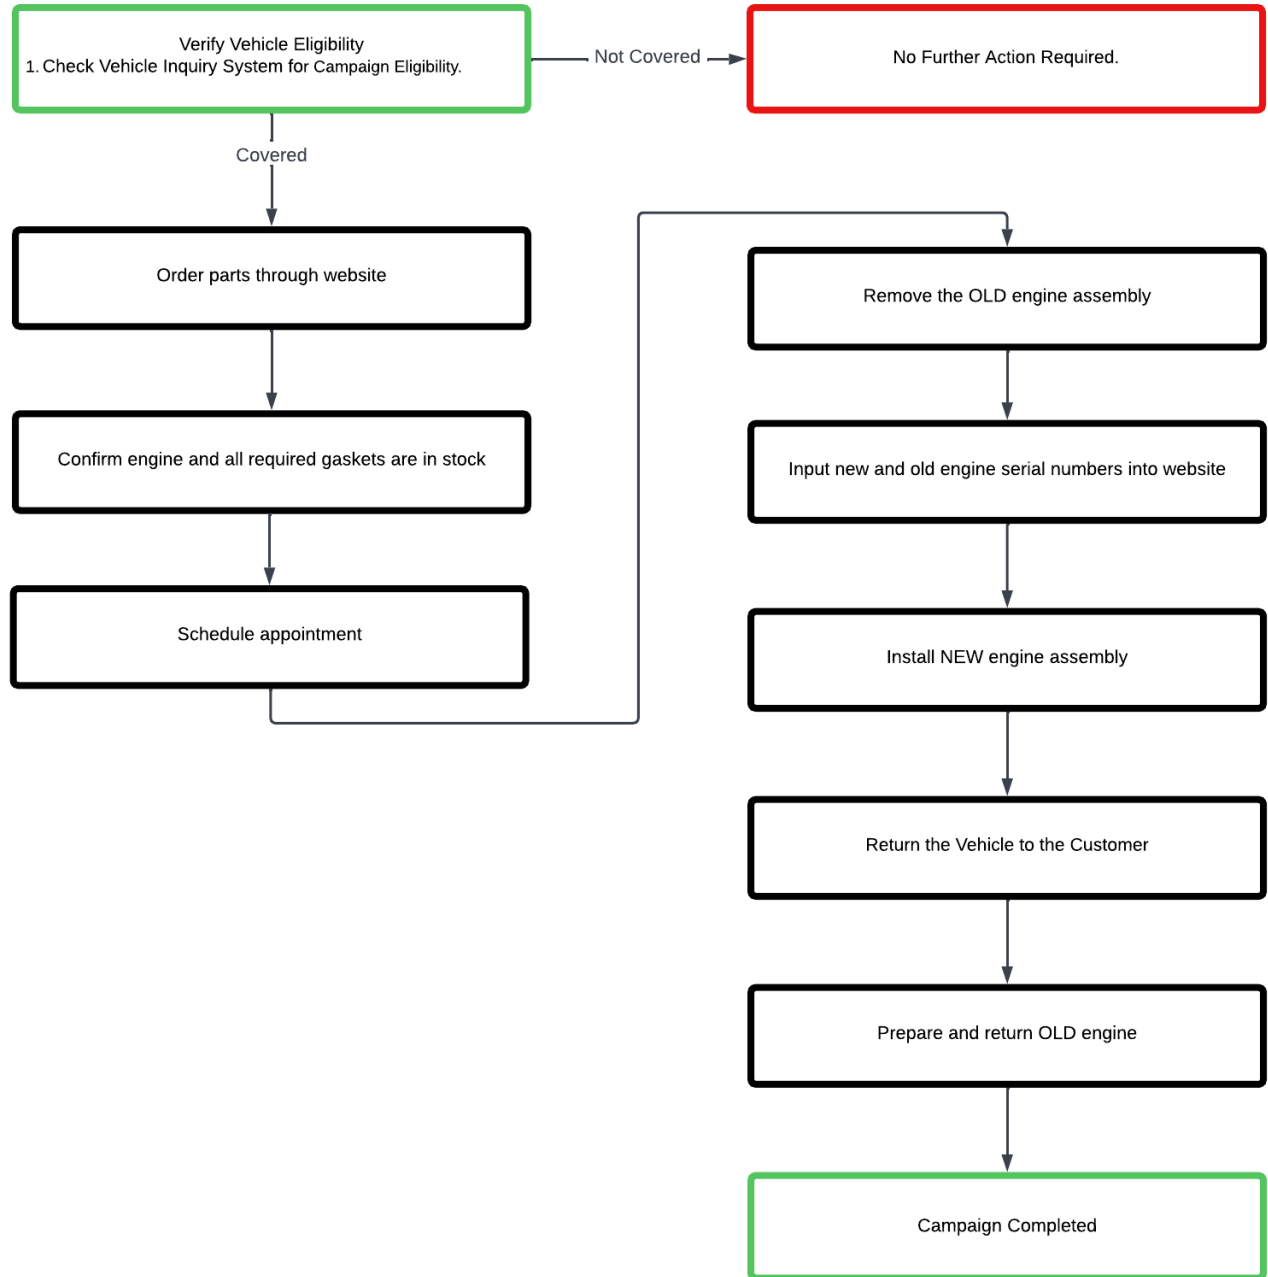 Verify Vehicle Eligibility
1. Check Vehicle Inquiry System for Campaign Eligibility.
Not Covered
No Further Action Required.
Covered
Order parts through website
Confirm engine and all required gaskets are in stock
Schedule appointment
Remove the OLD engine assembly
Input new and old engine serial numbers into website
Install NEW engine assembly
Return the Vehicle to the Customer
Prepare and return OLD engine
Campaign Completed